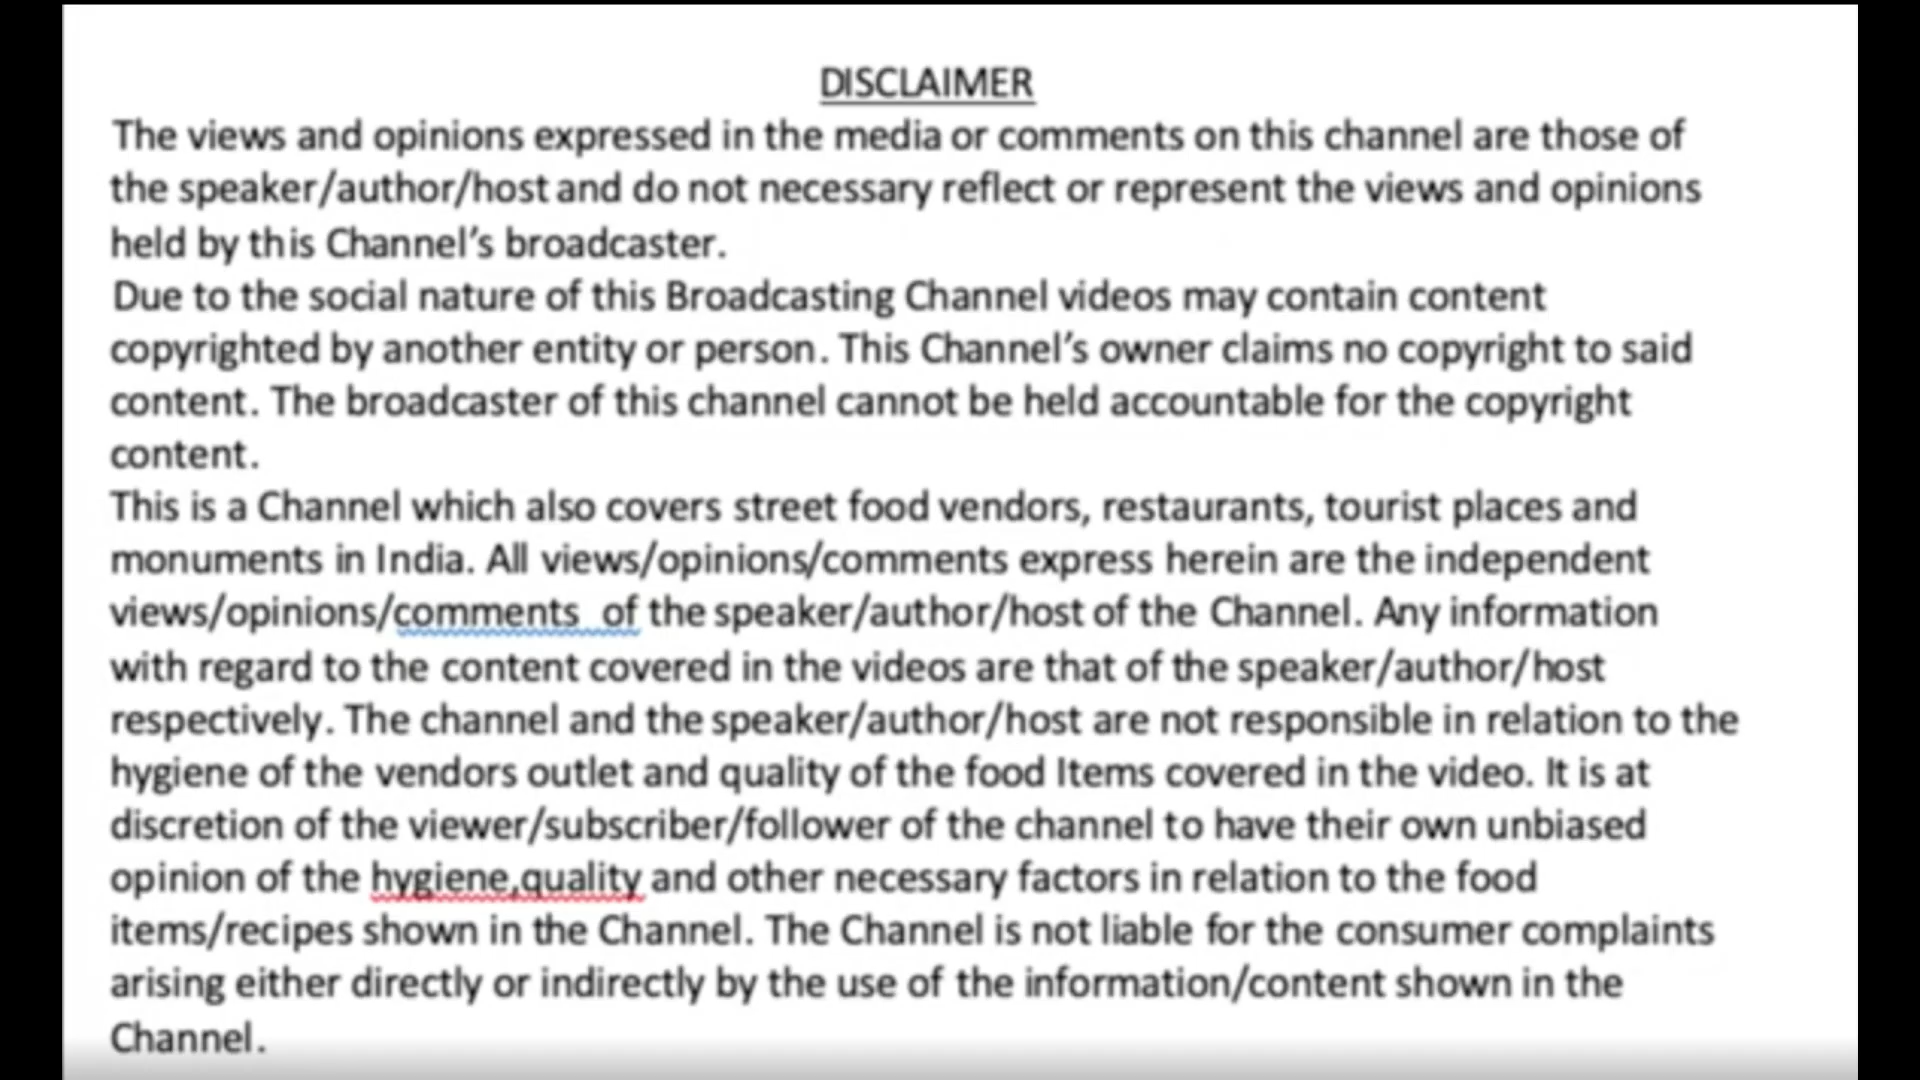 DISCLAIMER
The views and opinions expressed in the media or comments on this channel are those of
the speaker/author/host and do not necessary reflect or represent the views and opinions
held by this Channel’s broadcaster.
Due to the social nature of this Broadcasting Channel videos may contain content
copyrighted by another entity or person. This Channel’s owner claims no copyright to said
content. The broadcaster of this channel cannot be held accountable for the copyright
content.
This is a Channel which also covers street food vendors, restaurants, tourist places and
monuments in India. All views/opinions/comments express herein are the independent
views/opinions/comments  of the speaker/author/host of the Channel. Any information
with regard to the content covered in the videos are that of the speaker/author/host
respectively. The channel and the speaker/author/host are not responsible in relation to the
hygiene of the vendors outlet and quality of the food Items covered in the video. It is at
discretion of the viewer/subscriber/follower of the channel to have their own unbiased
opinion of the hygiene,quality and other necessary factors in relation to the food
items/recipes shown in the Channel. The Channel is not liable for the consumer complaints
arising either directly or indirectly by the use of the information/content shown in the
Channel.